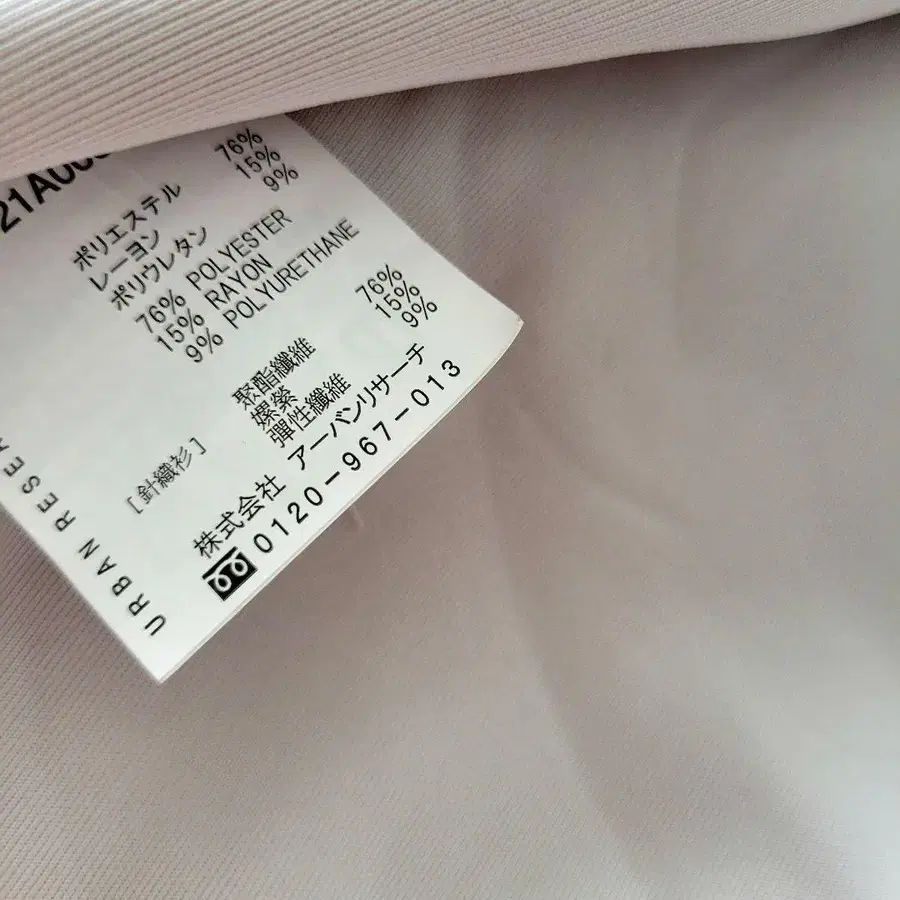 ポリエステル 76%
レーヨン 15%
ポリウレタン 9%
76% POLYESTER
15% RAYON
9% POLYURETHANE
聚酯纖維 76%
嫘縈 15%
彈性纖維 9%
[針織衫]
株式会社 アーバンリサーチ
0120-967-013
URBAN